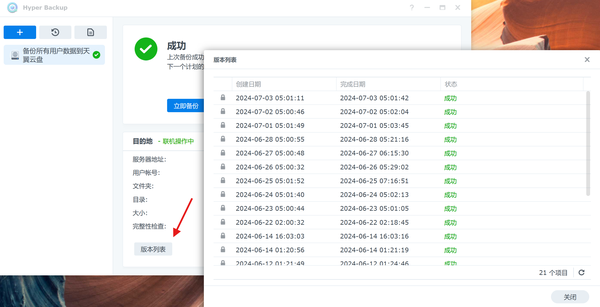 Hyper Backup
备份所有用户数据到天
翼云盘
成功
上次备份成功
下一个计划的
立即备份
目的地 - 联机操作中
服务器地址:
用户帐号:
文件夹:
目录:
大小:
完整性检查:
版本列表
版本列表
创建日期 完成日期 状态
2024-07-03 05:01:11 2024-07-03 05:01:42 成功
2024-07-02 05:00:46 2024-07-02 05:02:04 成功
2024-07-01 05:01:49 2024-07-01 05:03:45 成功
2024-06-28 05:00:55 2024-06-28 05:21:16 成功
2024-06-27 05:00:48 2024-06-27 06:15:30 成功
2024-06-26 05:00:32 2024-06-26 05:29:02 成功
2024-06-25 05:01:52 2024-06-25 07:16:51 成功
2024-06-24 05:01:40 2024-06-24 05:02:13 成功
2024-06-23 05:00:44 2024-06-23 05:01:05 成功
2024-06-22 02:00:32 2024-06-22 02:18:45 成功
2024-06-14 16:03:03 2024-06-14 16:03:16 成功
2024-06-14 01:20:56 2024-06-14 01:21:19 成功
2024-06-12 01:21:49 2024-06-12 01:24:46 成功
21 个项目
关闭